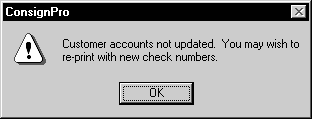 ConsignPro
Customer accounts not updated.  You may wish to
re-print with new check numbers.
OK